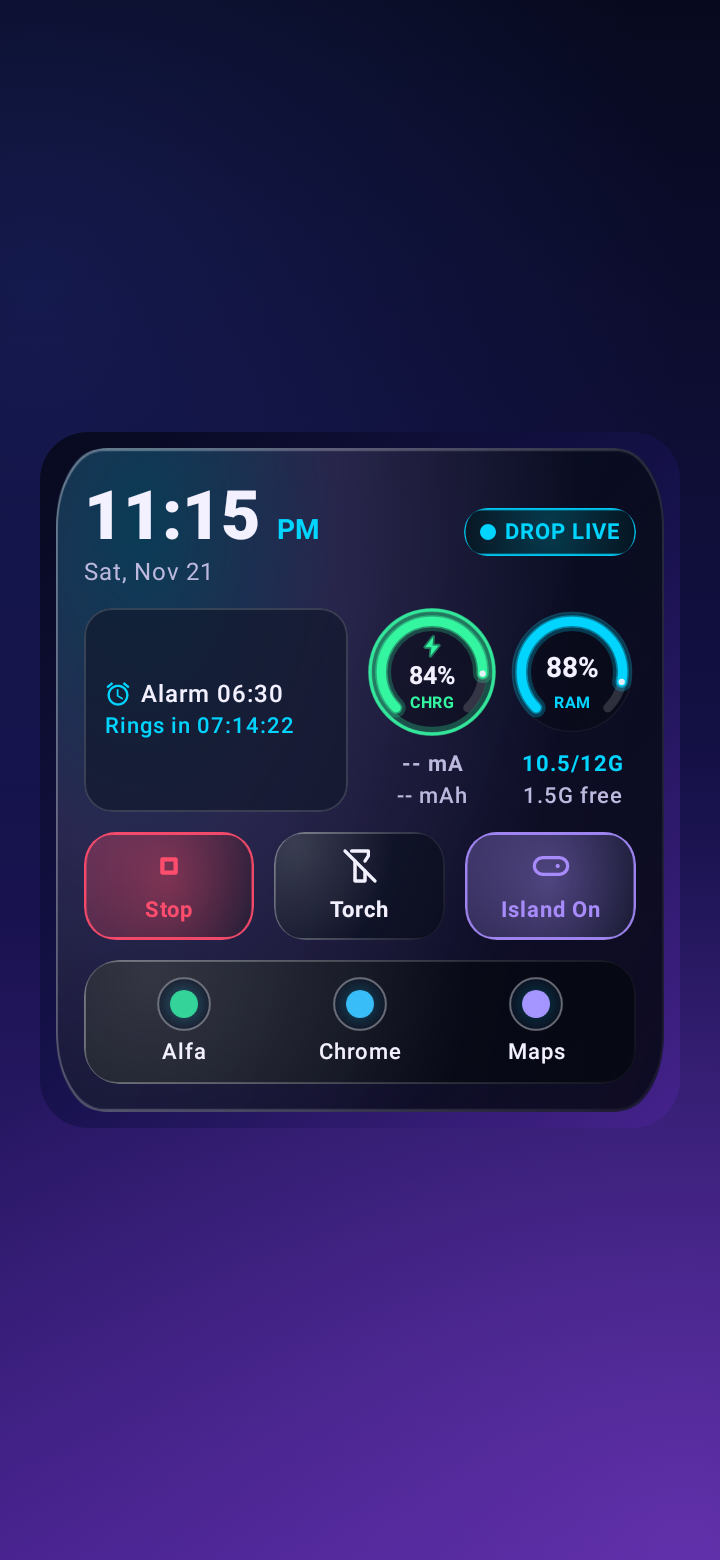 11:15 PM
DROP LIVE
Sat, Nov 21
Alarm 06:30
Rings in 07:14:22
84%
CHRG
88%
RAM
-- mA
10.5/12G
-- mAh
1.5G free
Stop
Torch
Island On
Alfa
Chrome
Maps